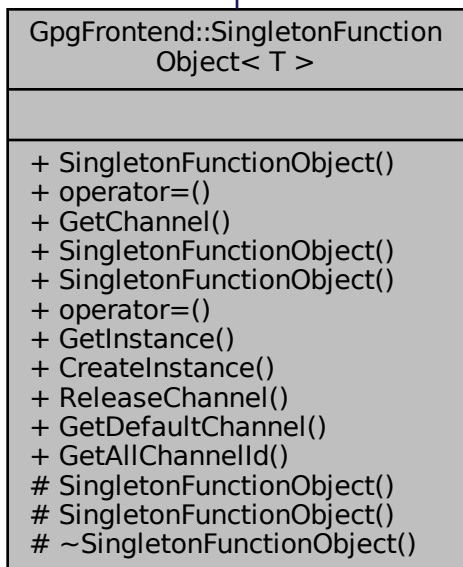 GpgFrontend::SingletonFunction
Object< T >
+ SingletonFunctionObject()
+ operator=()
+ GetChannel()
+ SingletonFunctionObject()
+ SingletonFunctionObject()
+ operator=()
+ GetInstance()
+ CreateInstance()
+ ReleaseChannel()
+ GetDefaultChannel()
+ GetAllChannelId()
# SingletonFunctionObject()
# SingletonFunctionObject()
# ~SingletonFunctionObject()